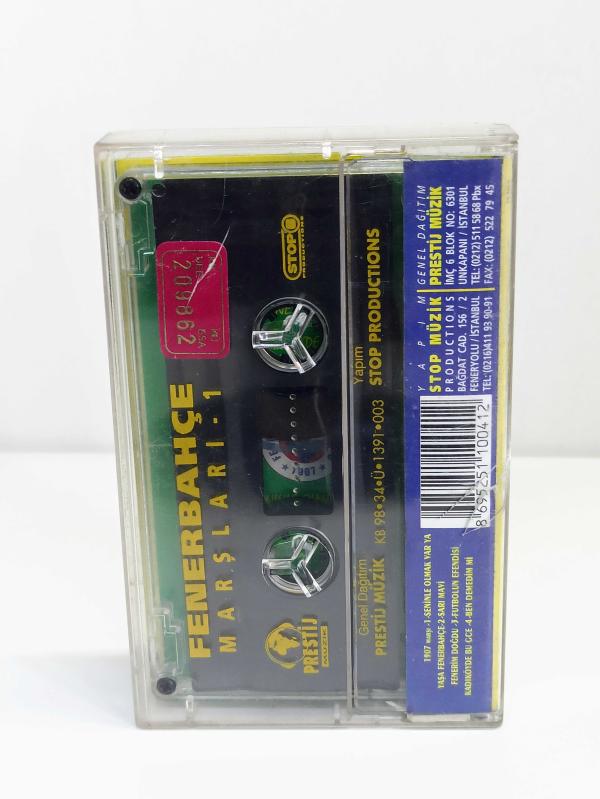 FENERBAHÇE
MARŞLARI-1
209862
STOP
PRODUCTIONS
PRESTİJ
MÜZİK
Genel Dağıtım
PRESTİJ MÜZİK
KB 98•34•Ü•1391•003
Yapım
STOP PRODUCTIONS
1907 marşı -1-SENİNLE OLMAK VAR YA
YAŞA FENERBAHÇE-2-SARI MAVİ
FENERİM DOĞDU -3-FUTBOLUN EFENDİSİ
KADIKÖYDE BU GCE-4-BEN DEMEDİM Mİ
8 695251 100412
YAPIM
STOP MÜZİK
PRODUCTIONS
BAĞDAT CAD. 156 / 2
FENERYOLU / İSTANBUL
TEL: (0216)411 93 90-91
GENEL DAĞITIM
PRESTİJ MÜZİK
İMÇ 6 BLOK NO: 6301
UNKAPANI / İSTANBUL
TEL: (0212) 511 58 68 Pbx
FAX: (0212) 522 79 45